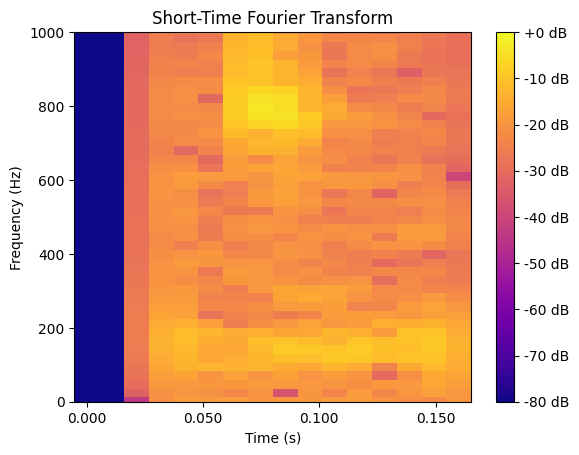 Short-Time Fourier Transform
1000
800
600
400
200
0
Frequency (Hz)
0.000
0.050
0.100
0.150
Time (s)
+0 dB
-10 dB
-20 dB
-30 dB
-40 dB
-50 dB
-60 dB
-70 dB
-80 dB